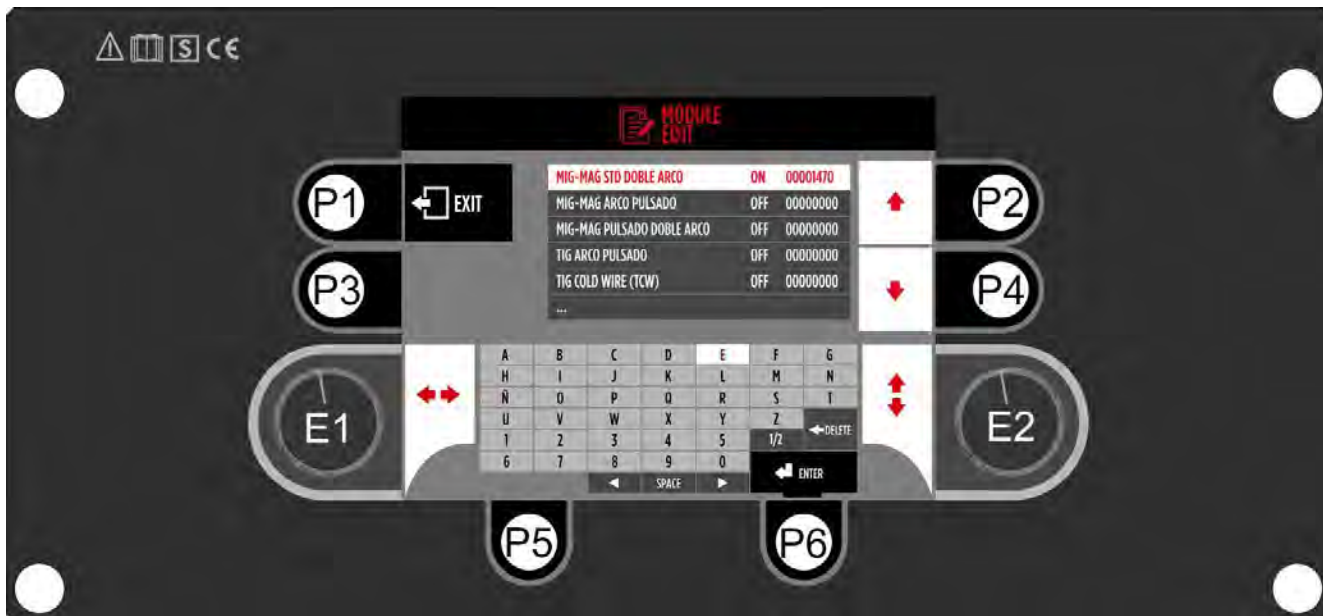 S CE
MODULE
EDIT
P1
EXIT
MIG-MAG STD DOBLE ARCO ON 00001470
P2
MIG-MAG ARCO PULSADO OFF 00000000
MIG-MAG PULSADO DOBLE ARCO OFF 00000000
P3
TIG ARCO PULSADO OFF 00000000
P4
TIG COLD WIRE (TCW) OFF 00000000
...
A B C D E F G
H I J K L M N
Ñ O P Q R S T
E1
U V W X Y Z
DELETE
E2
1 2 3 4 5 1/2
6 7 8 9 0
ENTER
SPACE
P5
P6